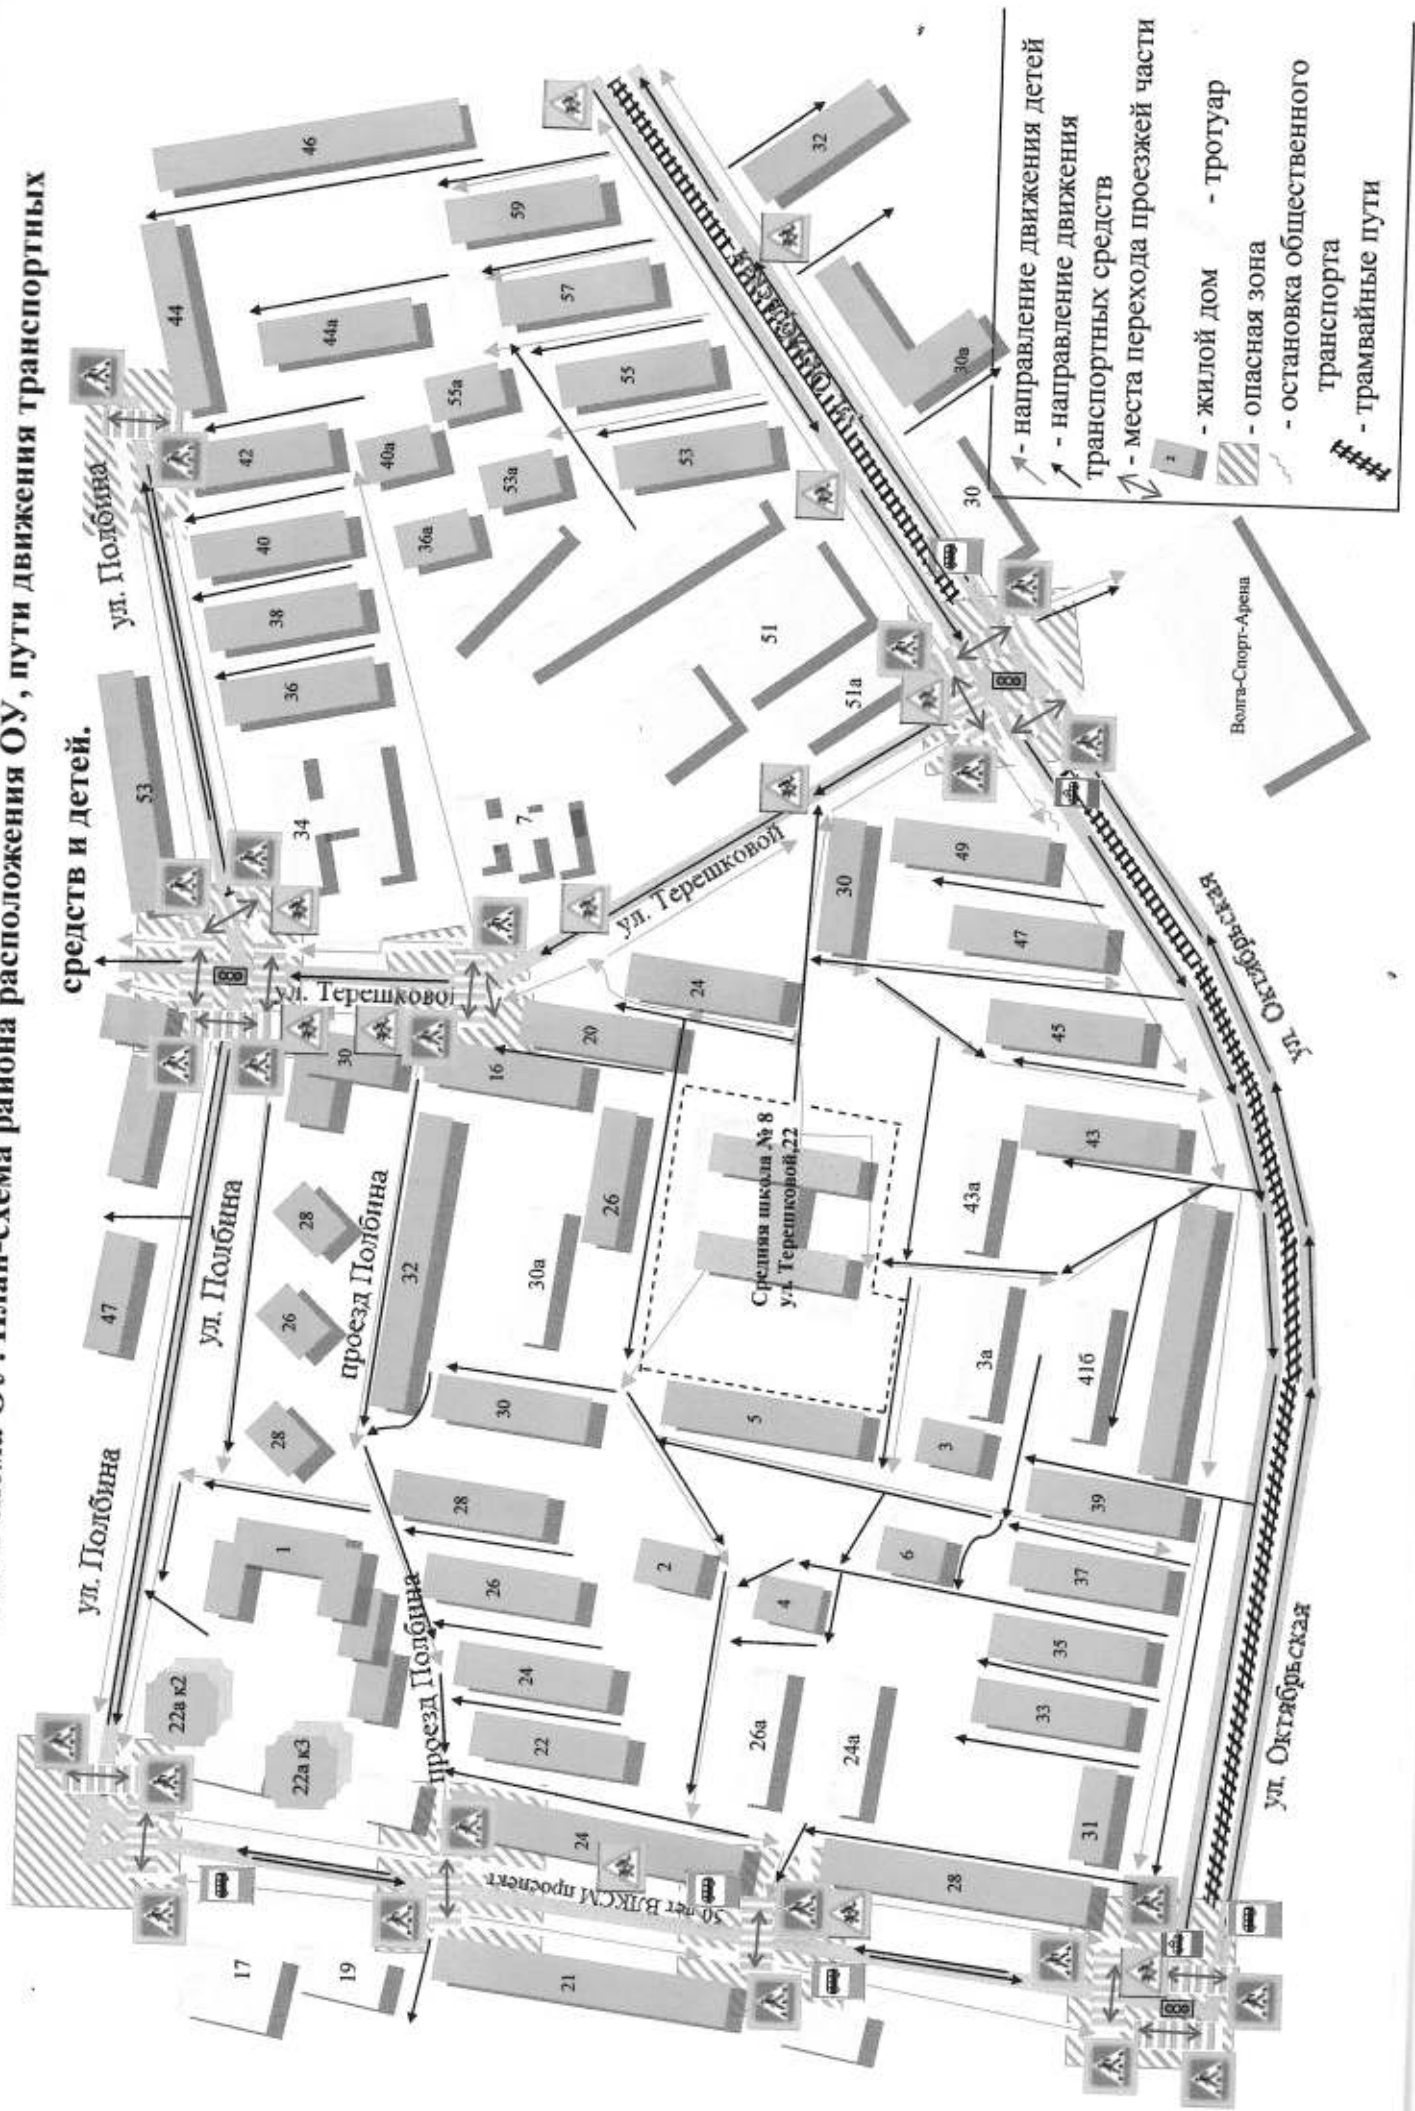 План-схема района расположения ОУ, пути движения транспортных
средств и детей.
46
44
44а
59
57
55
55а
53
53а
42
40а
40
36а
38
36
ул. Полбина
53
34
7
51
51а
32
30а
30
Волга-Спорт-Арена
ул. Терешковой
ул. Терешковой
30
49
47
45
43
43а
ул. Октябрьская
24
20
16
30
26
30а
32
проезд Полбина
28
26
28
ул. Полбина
47
ул. Полбина
Средняя школа № 8
ул. Терешковой,22
5
3
3а
41б
39
37
35
33
31
6
4
2
30
28
26
24
22
1
22а к2
22а к3
проезд Полбина
26а
24а
24
28
50 лет ВЛКСМ проспект
17
19
21
ул. Октябрьская
- направление движения детей
- направление движения
транспортных средств
- места перехода проезжей части
- жилой дом - тротуар
- опасная зона
- остановка общественного
транспорта
- трамвайные пути